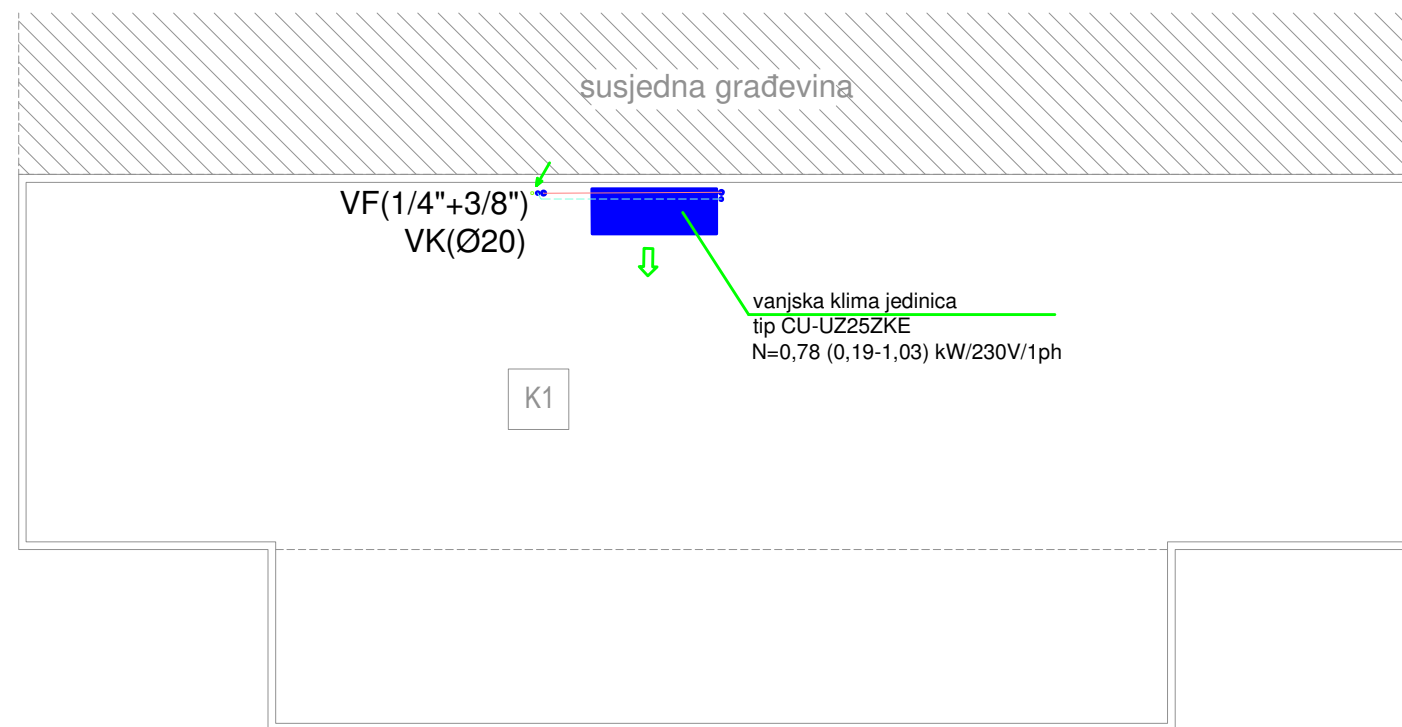 susjedna građevina
VF(1/4"+3/8")
VK(Ø20)
vanjska klima jedinica
tip CU-UZ25ZKE
N=0,78 (0,19-1,03) kW/230V/1ph
K1